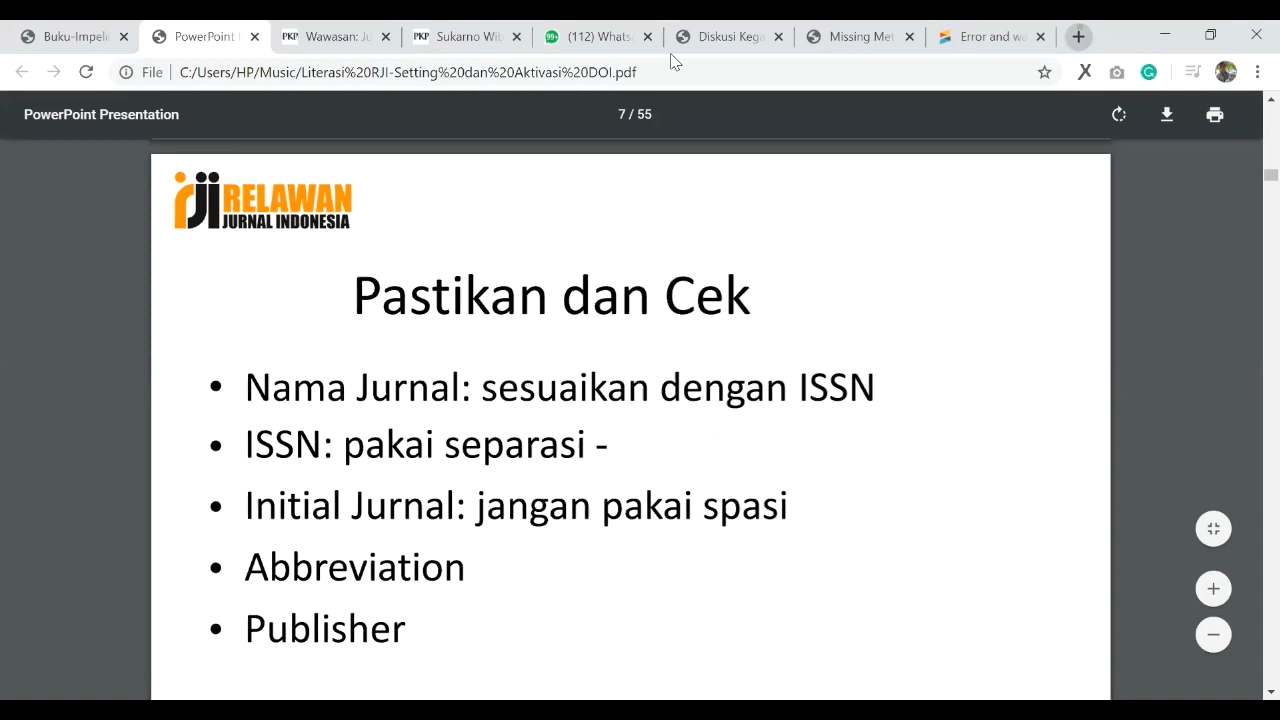 Buku-Impele
PowerPoint
Wawasan: Ju
Sukarno Wib
(112) Whats
Diskusi Kega
Missing Met
Error and wa
File
C:/Users/HP/Music/Literasi%20RJI-Setting%20dan%20Aktivasi%20DOI.pdf
PowerPoint Presentation
7 / 55
rji RELAWAN
JURNAL INDONESIA
Pastikan dan Cek
• Nama Jurnal: sesuaikan dengan ISSN
• ISSN: pakai separasi -
• Initial Jurnal: jangan pakai spasi
• Abbreviation
• Publisher